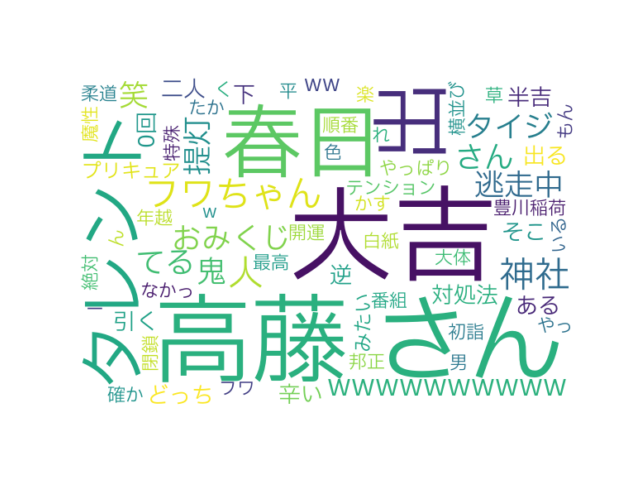 柔道
魔性
笑
0回
特殊
提灯
二人
たか
く
下
平
ww
春日
順番
色
楽
丑
れ
横並び
草
半吉
タイジ
もん
プリキュア
フワちゃん
テンション
やっぱり
さん
出る
逃走中
タレント
年越
w
かす
大吉
豊川稲荷
ん
おみくじ
開運
白紙
そこ
いる
絶対
てる
鬼
人
最高
逆
大体
神社
なかっ
高藤
みたい
番組
対処法
ある
一
引く
さん
初詣
やっ
閉鎖
邦正
男
確か
どっち
フワ
辛い
wwwwwwwwww